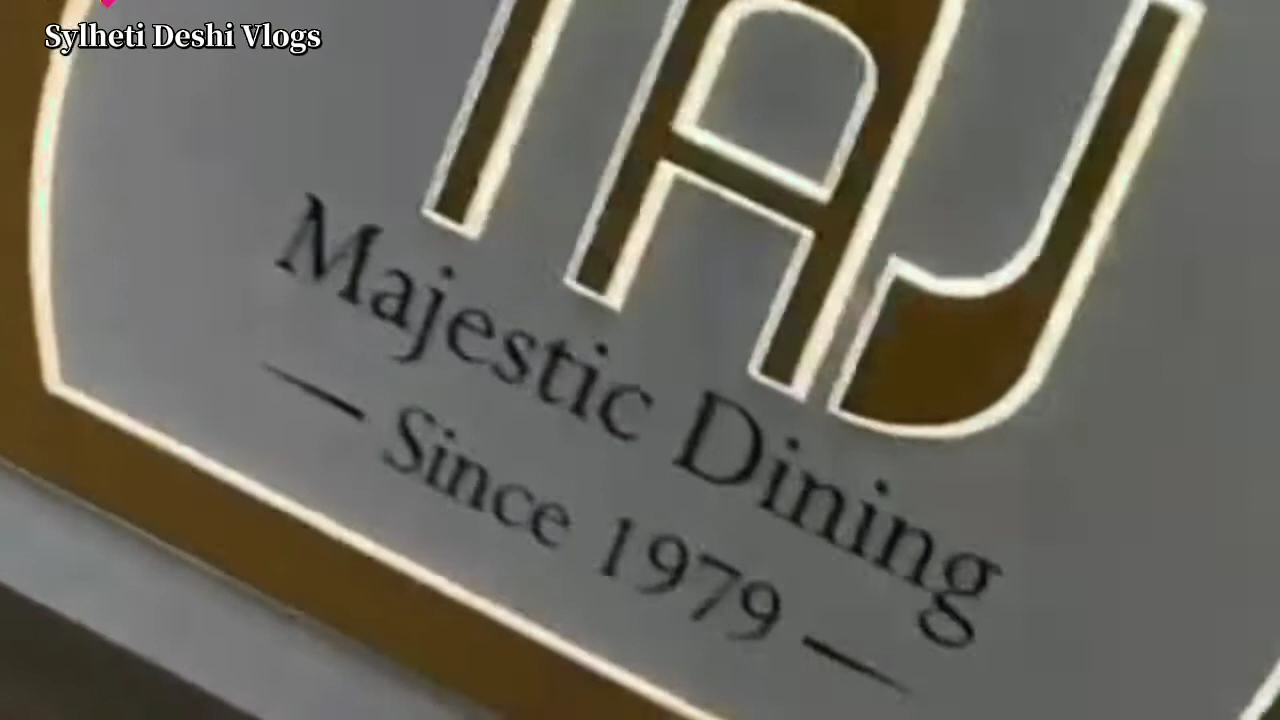 Sylheti Deshi Vlogs
TAJ
Majestic Dining
— Since 1979 —